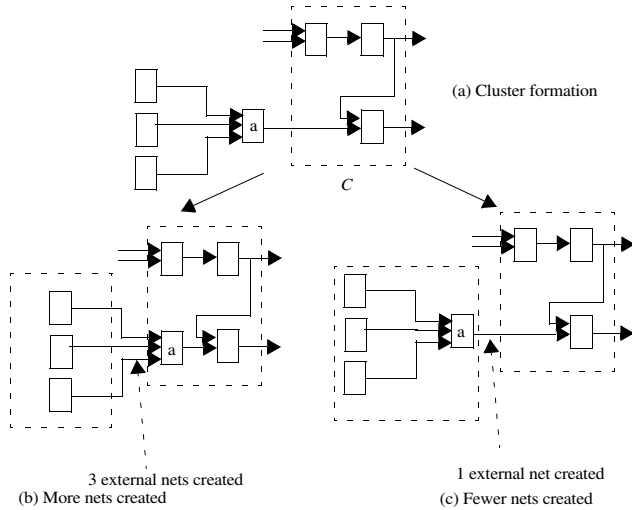 (a) Cluster formation
a
C
a
a
3 external nets created
(b) More nets created
1 external net created
(c) Fewer nets created